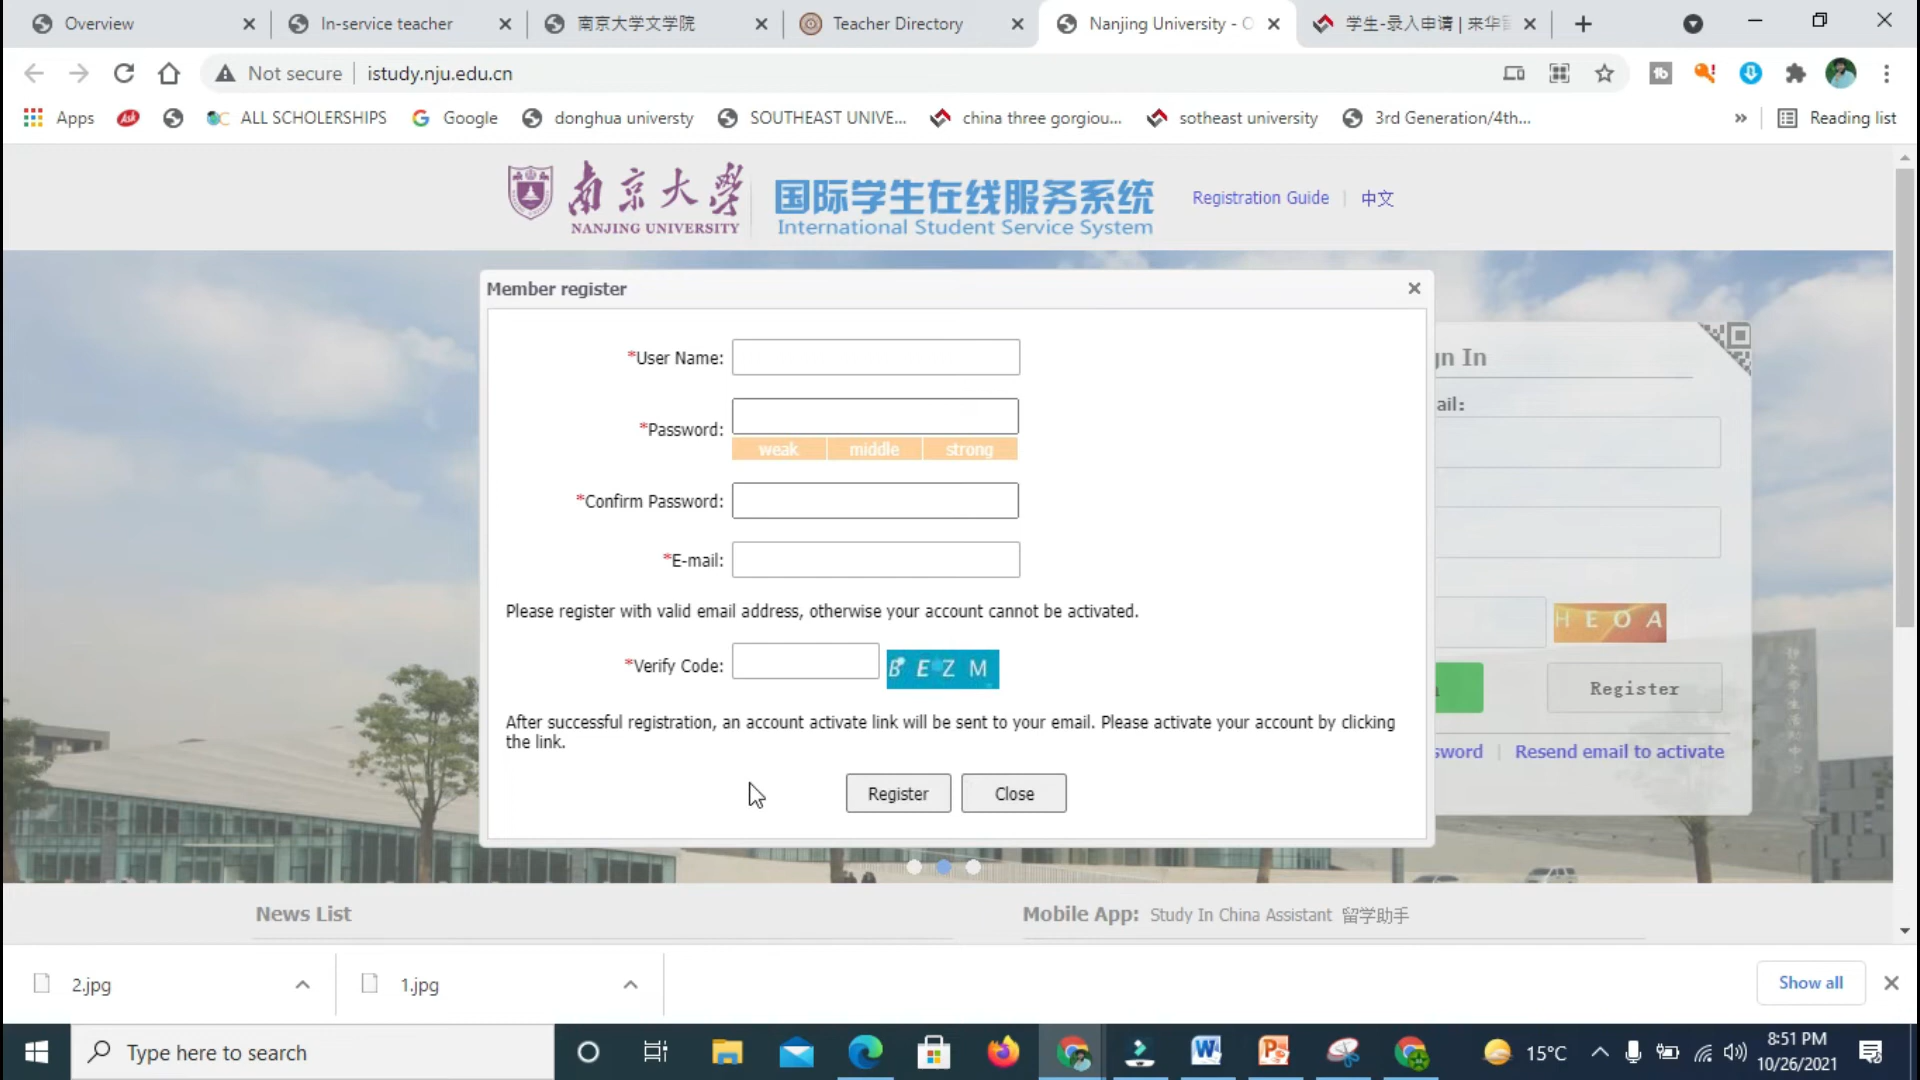 Overview
In-service teacher
南京大学文学院
Teacher Directory
Nanjing University - O
学生-录入申请 | 来华
Not secure
istudy.nju.edu.cn
Apps
Ask
ALL SCHOLERSHIPS
Google
donghua universty
SOUTHEAST UNIVE...
china three gorgiou...
sotheast university
3rd Generation/4th...
»
Reading list
南京大学
NANJING UNIVERSITY
国际学生在线服务系统
International Student Service System
Registration Guide
中文
Member register
*User Name:
*Password:
weak
middle
strong
*Confirm Password:
*E-mail:
Please register with valid email address, otherwise your account cannot be activated.
*Verify Code:
B E Z M
After successful registration, an account activate link will be sent to your email. Please activate your account by clicking
the link.
Register
Close
gn In
ail:
H E O A
Register
sword
Resend email to activate
News List
Mobile App: Study In China Assistant 留学助手
2.jpg
1.jpg
Show all
Type here to search
15°C
8:51 PM
10/26/2021